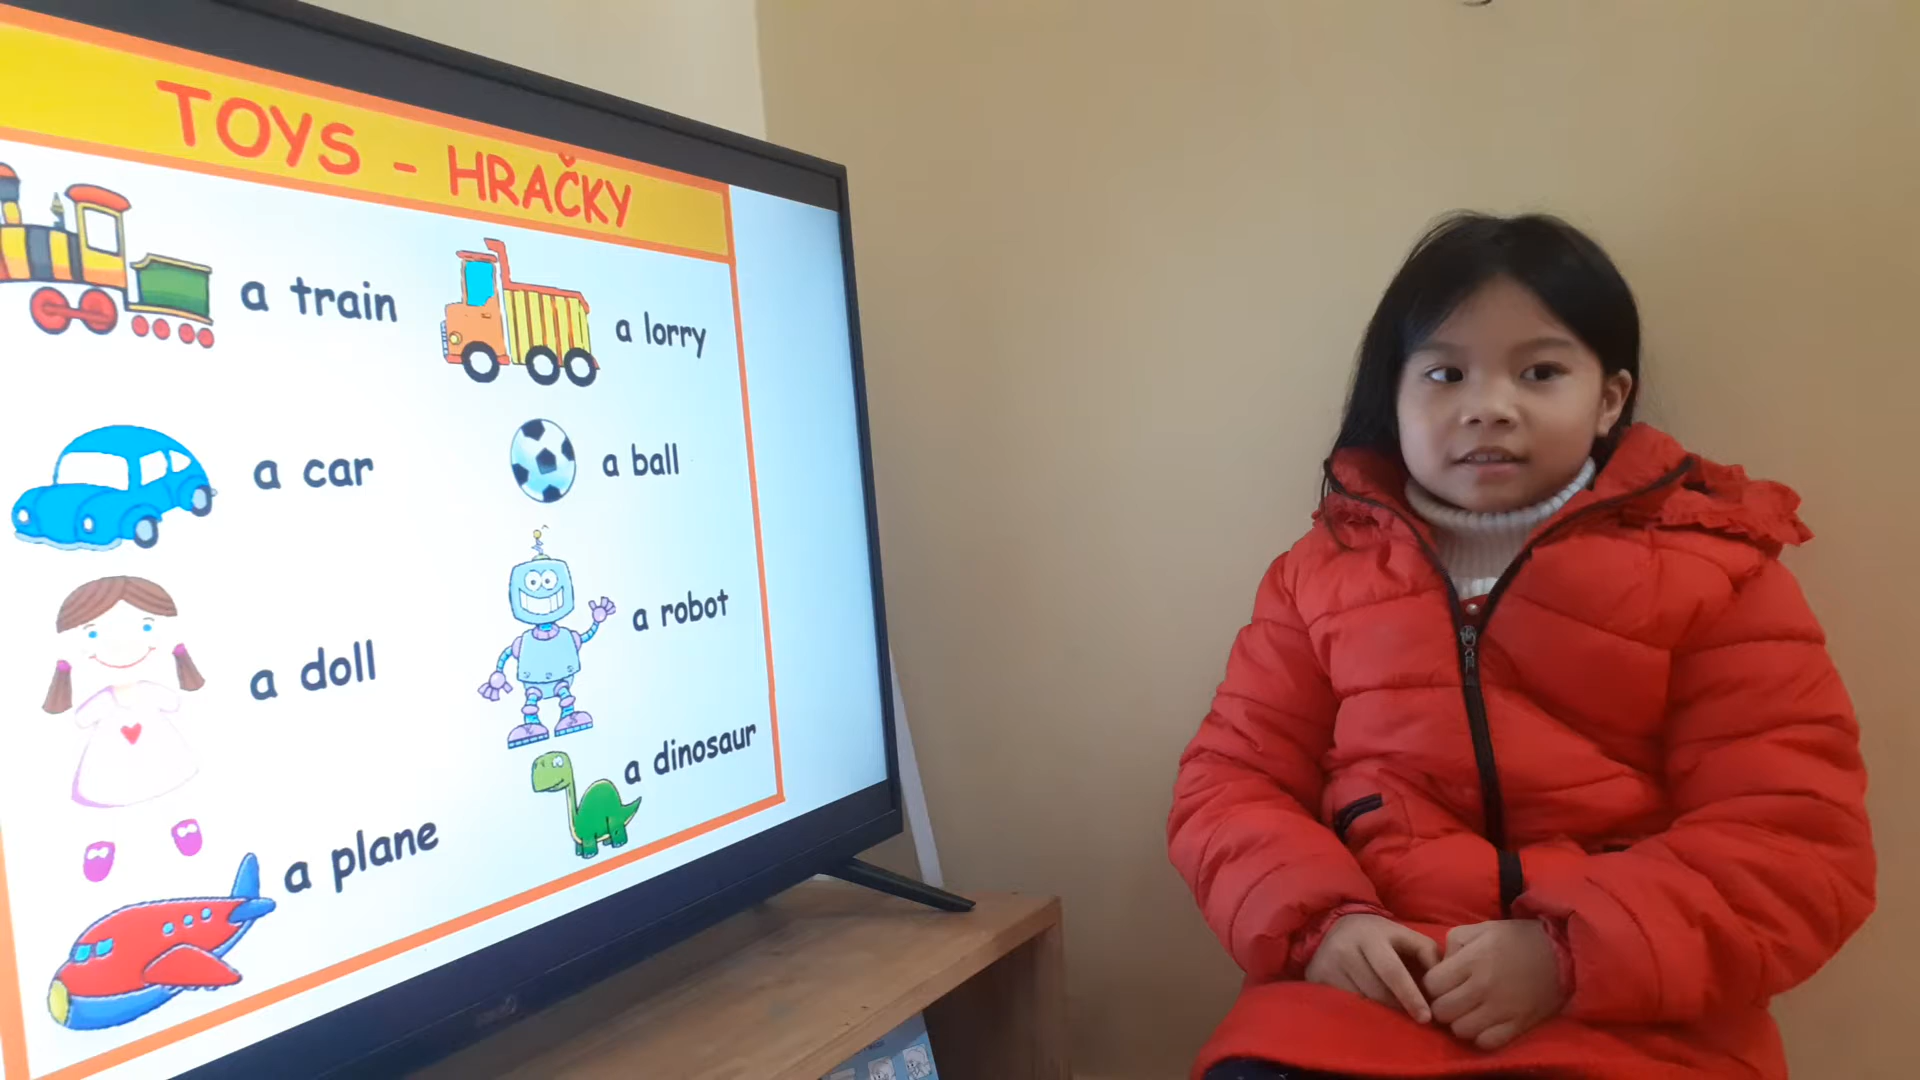 TOYS - HRAČKY
a train
a lorry
a car
a ball
a doll
a robot
a plane
a dinosaur